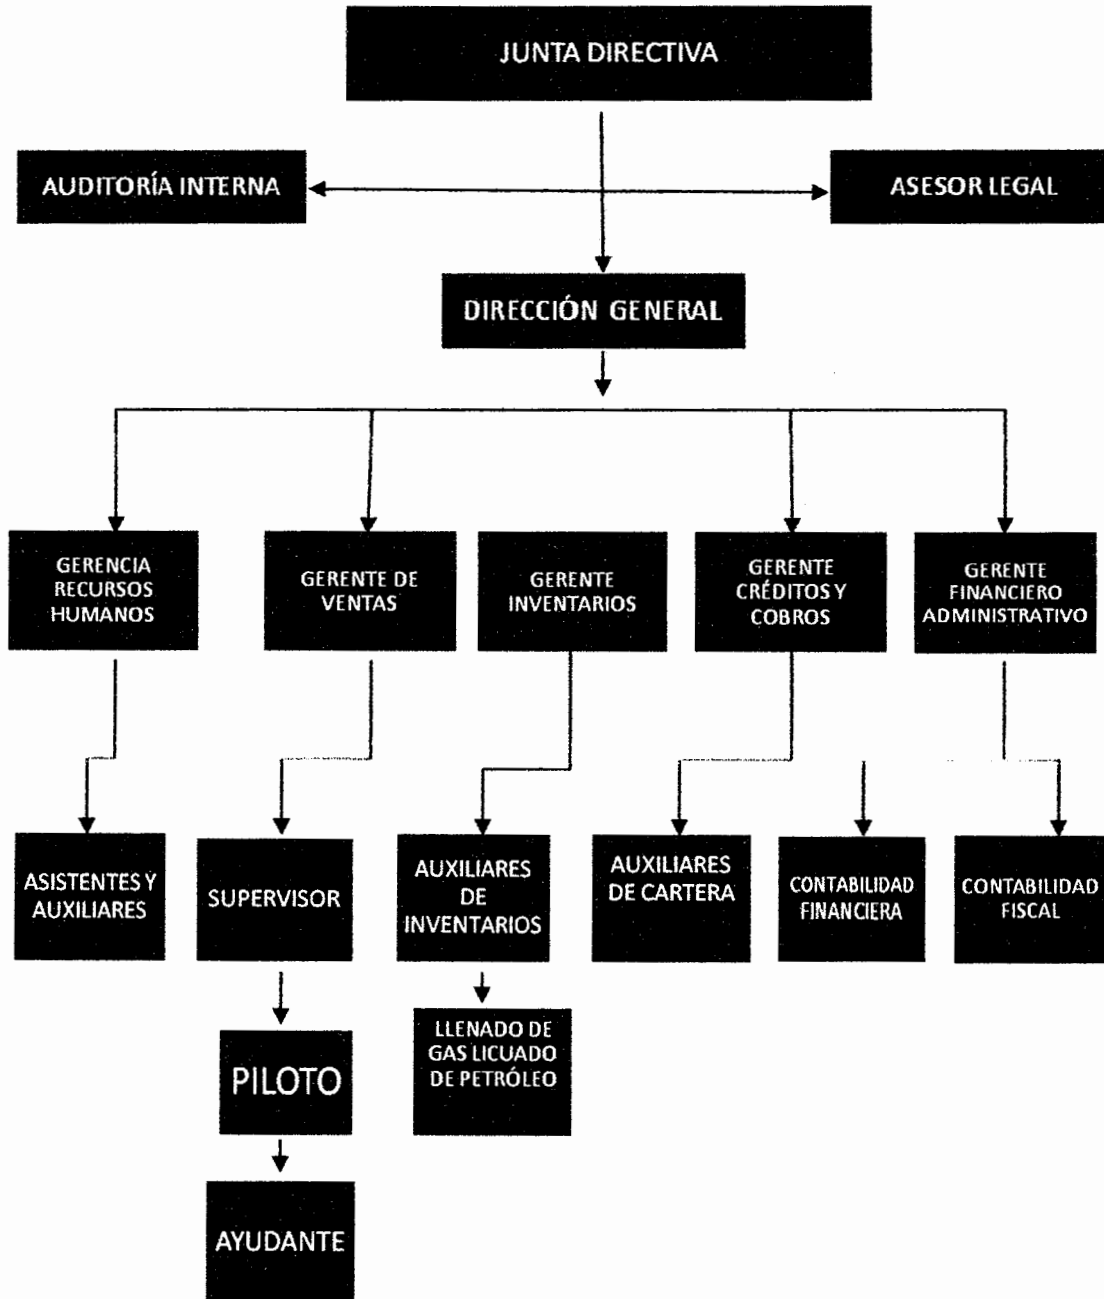 JUNTA DIRECTIVA
AUDITORÍA INTERNA
ASESOR LEGAL
DIRECCIÓN GENERAL
GERENCIA
RECURSOS
HUMANOS
GERENTE DE
VENTAS
GERENTE
INVENTARIOS
GERENTE
CRÉDITOS Y
COBROS
GERENTE
FINANCIERO
ADMINISTRATIVO
ASISTENTES Y
AUXILIARES
SUPERVISOR
AUXILIARES
DE
INVENTARIOS
AUXILIARES
DE CARTERA
CONTABILIDAD
FINANCIERA
CONTABILIDAD
FISCAL
PILOTO
LLENADO DE
GAS LICUADO
DE PETRÓLEO
AYUDANTE